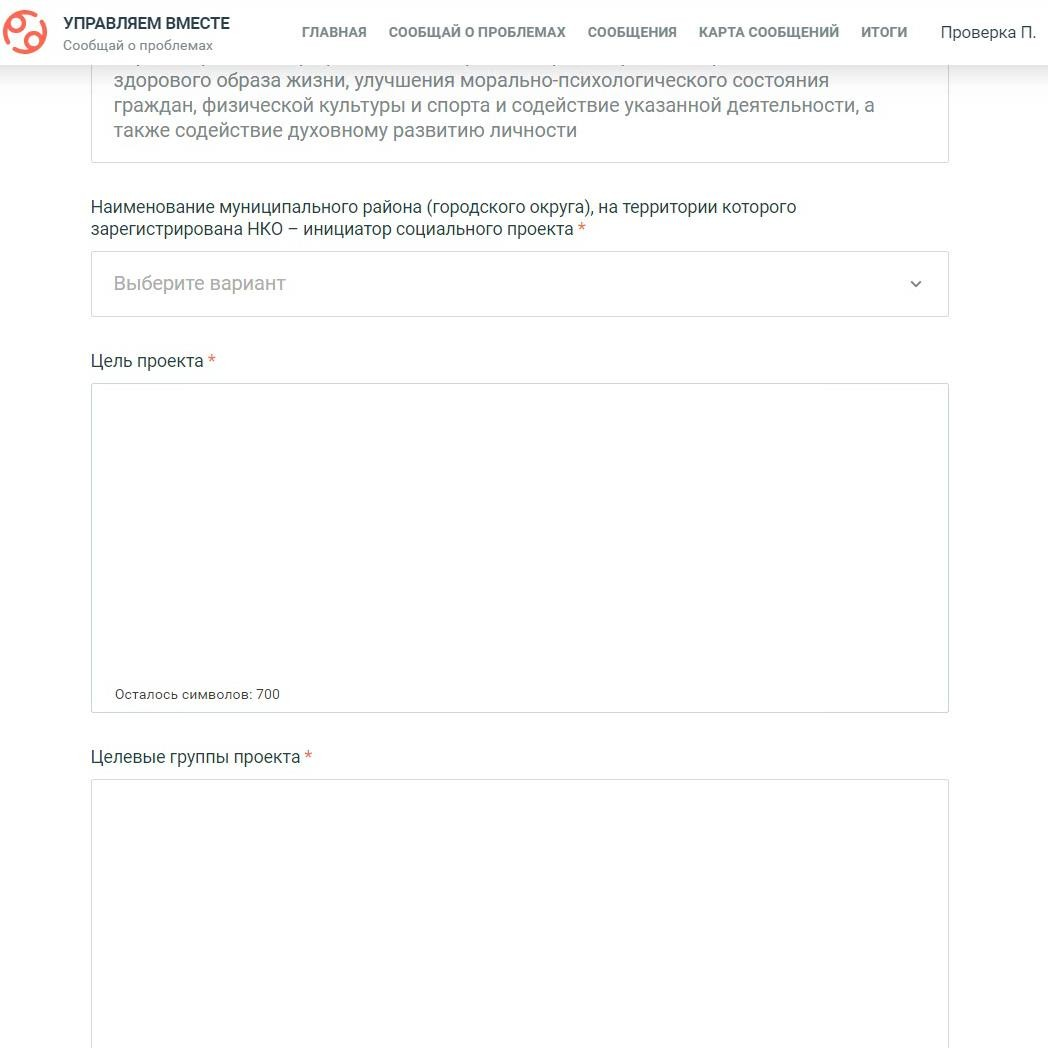 УПРАВЛЯЕМ ВМЕСТЕ
Сообщай о проблемах
ГЛАВНАЯ СООБЩАЙ О ПРОБЛЕМАХ СООБЩЕНИЯ КАРТА СООБЩЕНИЙ ИТОГИ Проверка П.
здорового образа жизни, улучшения морально-психологического состояния
граждан, физической культуры и спорта и содействие указанной деятельности, а
также содействие духовному развитию личности
Наименование муниципального района (городского округа), на территории которого
зарегистрирована НКО – инициатор социального проекта *
Выберите вариант
Цель проекта *
Осталось символов: 700
Целевые группы проекта *